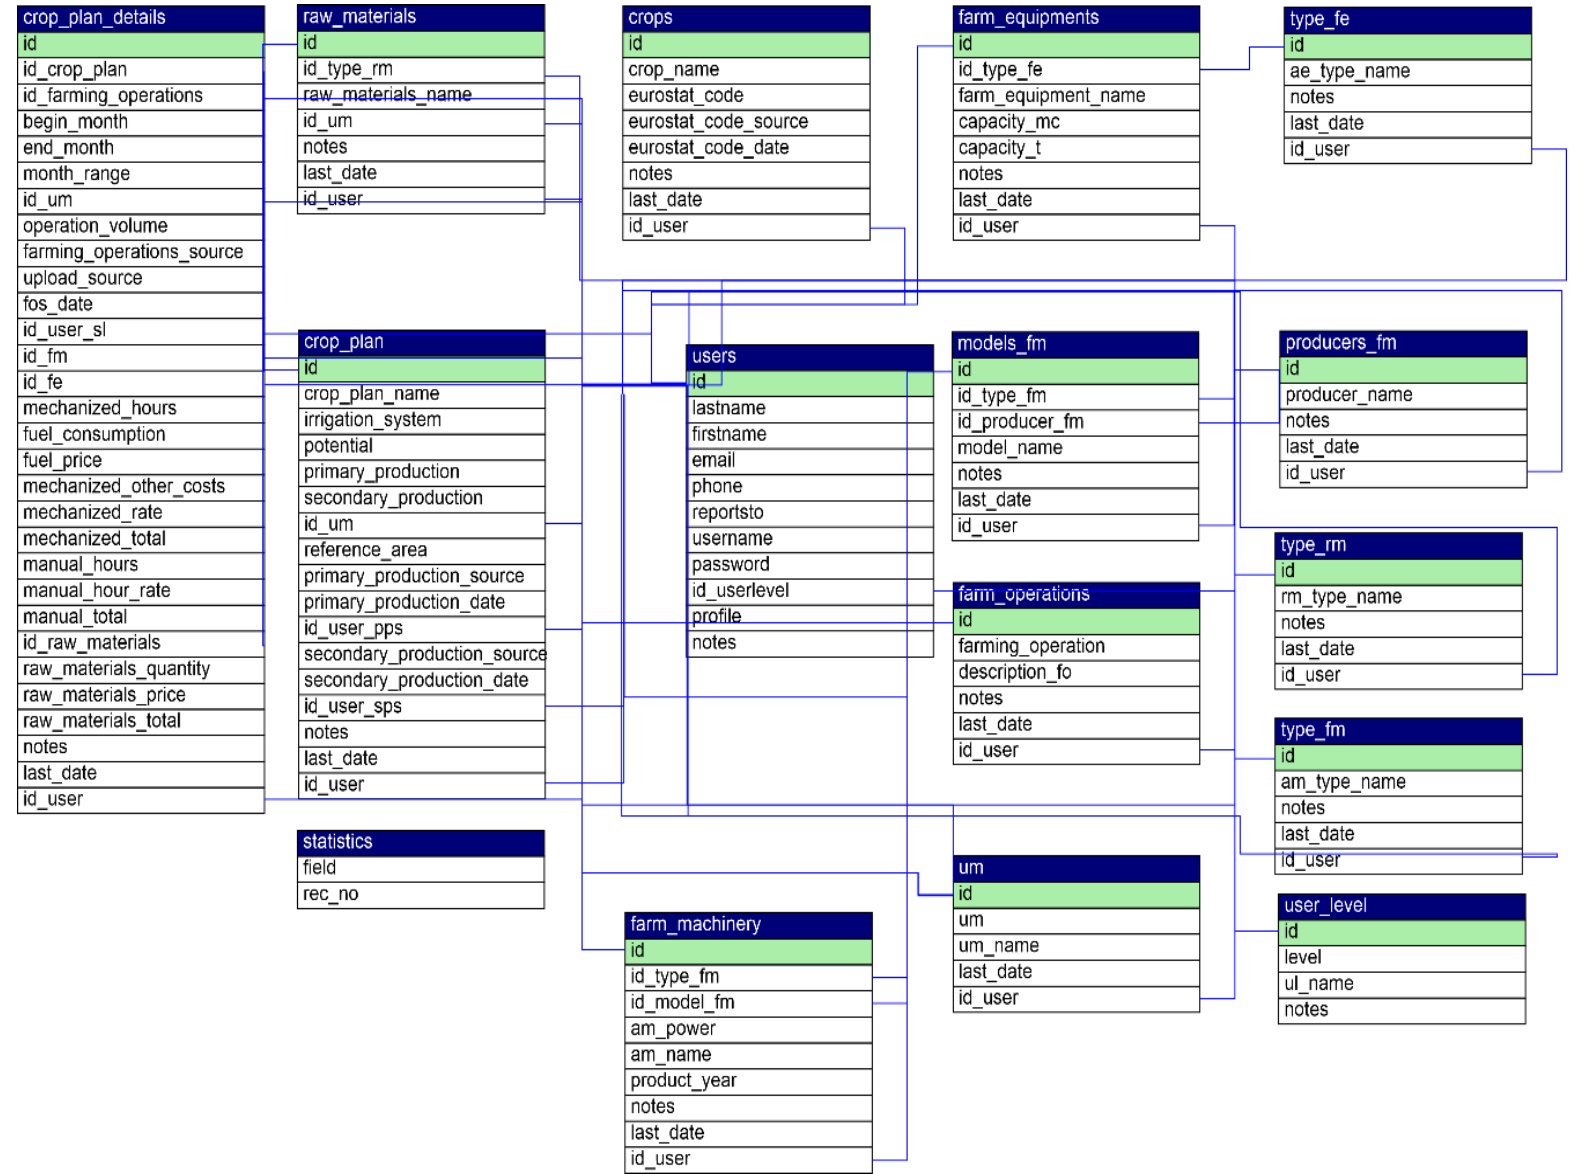 crop_plan_details
id
id_crop_plan
id_farming_operations
begin_month
end_month
month_range
id_um
operation_volume
farming_operations_source
upload_source
fos_date
id_user_sl
id_fm
id_fe
mechanized_hours
fuel_consumption
fuel_price
mechanized_other_costs
mechanized_rate
mechanized_total
manual_hours
manual_hour_rate
manual_total
id_raw_materials
raw_materials_quantity
raw_materials_price
raw_materials_total
notes
last_date
id_user
raw_materials
id
id_type_rm
raw_materials_name
id_um
notes
last_date
id_user
crop_plan
id
crop_plan_name
irrigation_system
potential
primary_production
secondary_production
id_um
reference_area
primary_production_source
primary_production_date
id_user_pps
secondary_production_source
secondary_production_date
id_user_sps
notes
last_date
id_user
statistics
field
rec_no
crops
id
crop_name
eurostat_code
eurostat_code_source
eurostat_code_date
notes
last_date
id_user
users
id
lastname
firstname
email
phone
reportsto
username
password
id_userlevel
profile
notes
farm_machinery
id
id_type_fm
id_model_fm
am_power
am_name
product_year
notes
last_date
id_user
farm_equipments
id
id_type_fe
farm_equipment_name
capacity_mc
capacity_t
notes
last_date
id_user
models_fm
id
id_type_fm
id_producer_fm
model_name
notes
last_date
id_user
farm_operations
id
farming_operation
description_fo
notes
last_date
id_user
um
id
um
um_name
last_date
id_user
type_fe
id
ae_type_name
notes
last_date
id_user
producers_fm
id
producer_name
notes
last_date
id_user
type_rm
id
rm_type_name
notes
last_date
id_user
type_fm
id
am_type_name
notes
last_date
id_user
user_level
id
level
ul_name
notes